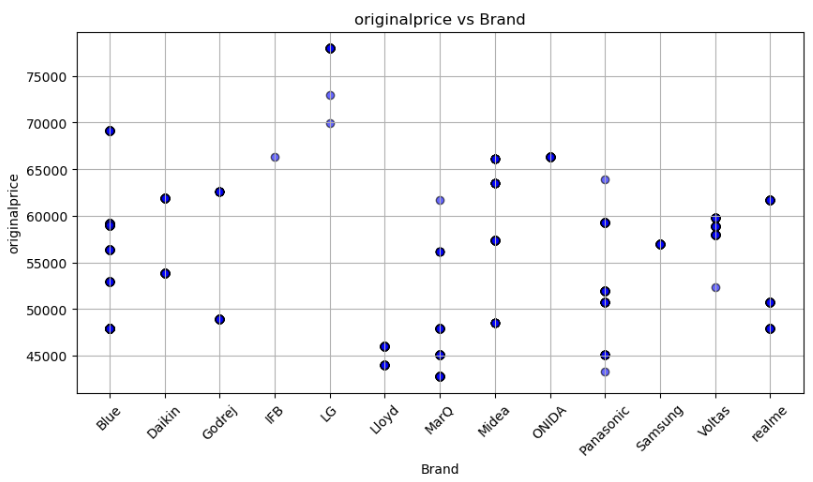 originalprice vs Brand
originalprice
75000
70000
65000
60000
55000
50000
45000
Blue
Daikin
Godrej
IFB
LG
Lloyd
MarQ
Midea
ONIDA
Panasonic
Samsung
Voltas
realme
Brand